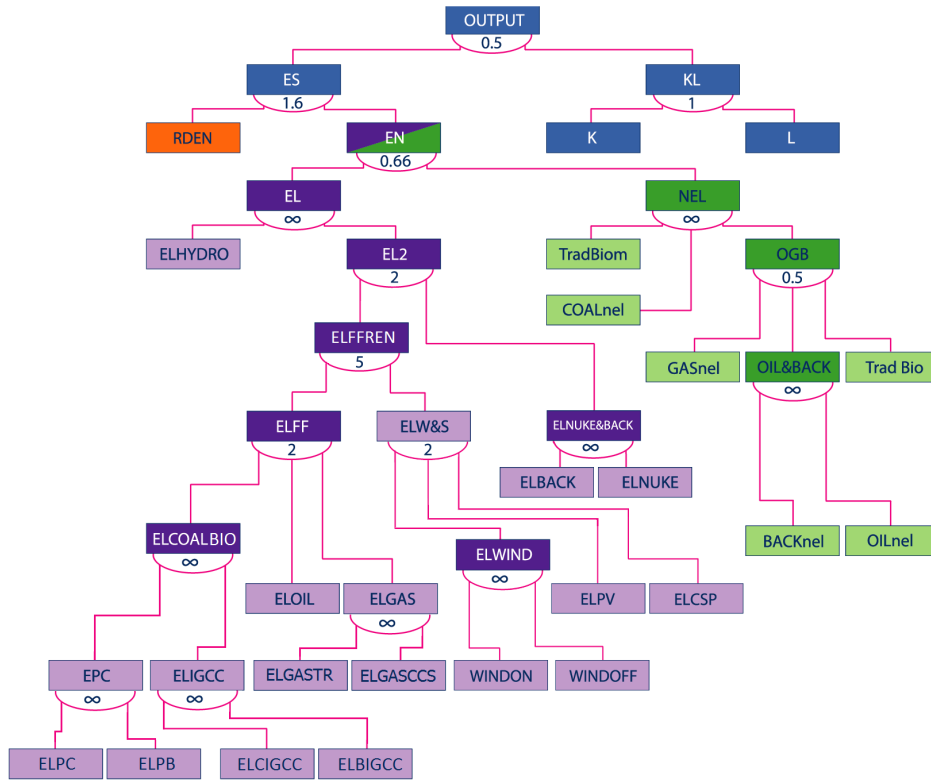 OUTPUT
0.5
ES
KL
1.6
1
RDEN
EN
K
L
0.66
EL
NEL
∞
∞
ELHYDRO
EL2
TradBiom
OGB
2
0.5
COALnel
ELFFREN
5
GASnel
OIL&BACK
Trad Bio
∞
ELFF
ELW&S
ELNUKE&BACK
2
2
∞
ELBACK
ELNUKE
ELCOALBIO
ELWIND
BACKnel
OILnel
∞
∞
ELOIL
ELGAS
ELPV
ELCSP
∞
EPC
ELIGCC
ELGASTR
ELGASCCS
WINDON
WINDOFF
∞
∞
ELPC
ELPB
ELCIGCC
ELBIGCC